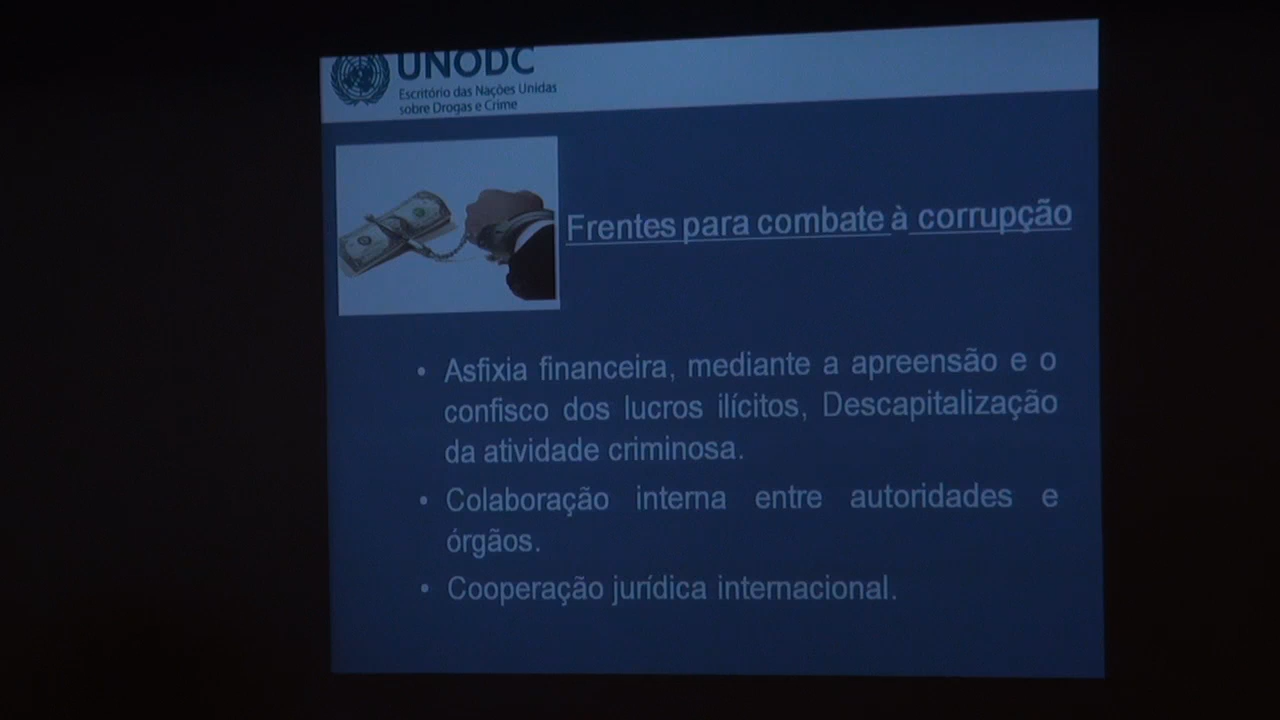 UNODC
Escritório das Nações Unidas
sobre Drogas e Crime
Frentes para combate à corrupção
• Asfixia financeira, mediante a apreensão e o
confisco dos lucros ilícitos, Descapitalização
da atividade criminosa.
• Colaboração interna entre autoridades e
órgãos.
• Cooperação jurídica internacional.